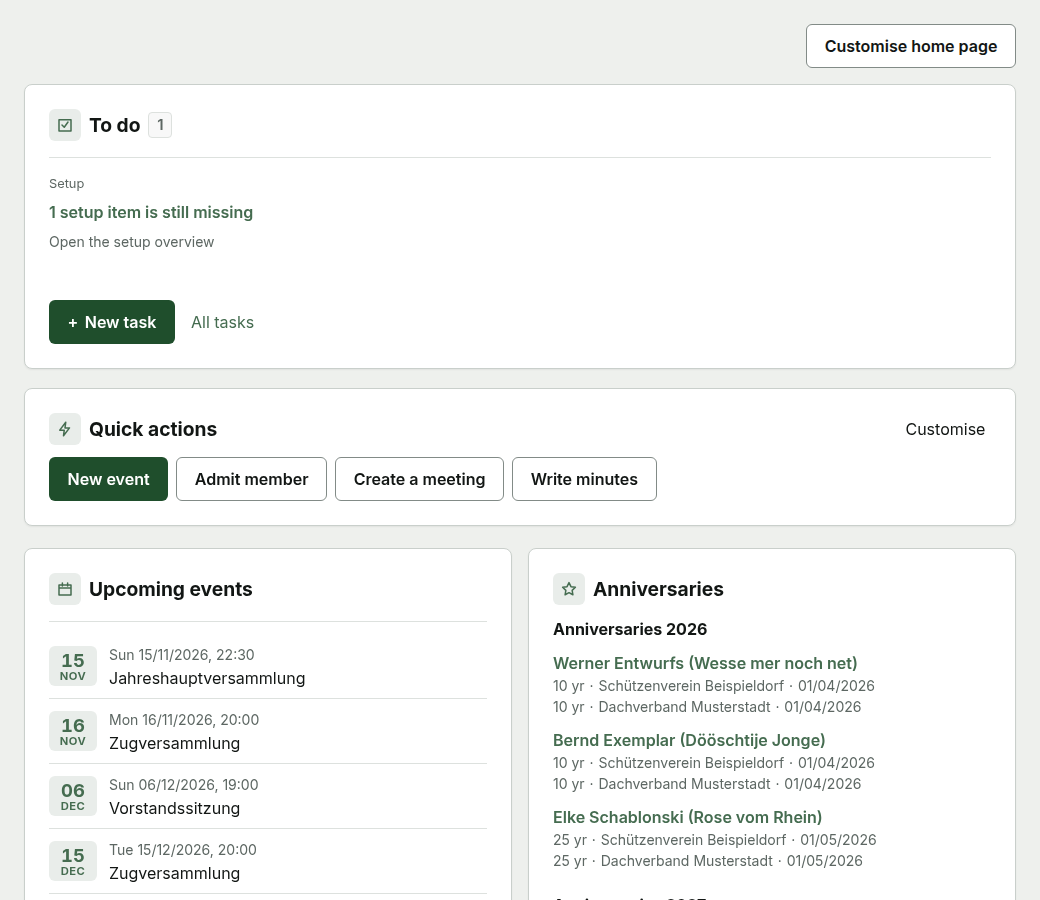 Customise home page
To do 1
Setup
1 setup item is still missing
Open the setup overview
+ New task All tasks
Quick actions Customise
New event Admit member Create a meeting Write minutes
Upcoming events
15 NOV
Sun 15/11/2026, 22:30
Jahreshauptversammlung
16 NOV
Mon 16/11/2026, 20:00
Zugversammlung
06 DEC
Sun 06/12/2026, 19:00
Vorstandssitzung
15 DEC
Tue 15/12/2026, 20:00
Zugversammlung
Anniversaries
Anniversaries 2026
Werner Entwurfs (Wesse mer noch net)
10 yr · Schützenverein Beispieldorf · 01/04/2026
10 yr · Dachverband Musterstadt · 01/04/2026
Bernd Exemplar (Dööschtije Jonge)
10 yr · Schützenverein Beispieldorf · 01/04/2026
10 yr · Dachverband Musterstadt · 01/04/2026
Elke Schablonski (Rose vom Rhein)
25 yr · Schützenverein Beispieldorf · 01/05/2026
25 yr · Dachverband Musterstadt · 01/05/2026